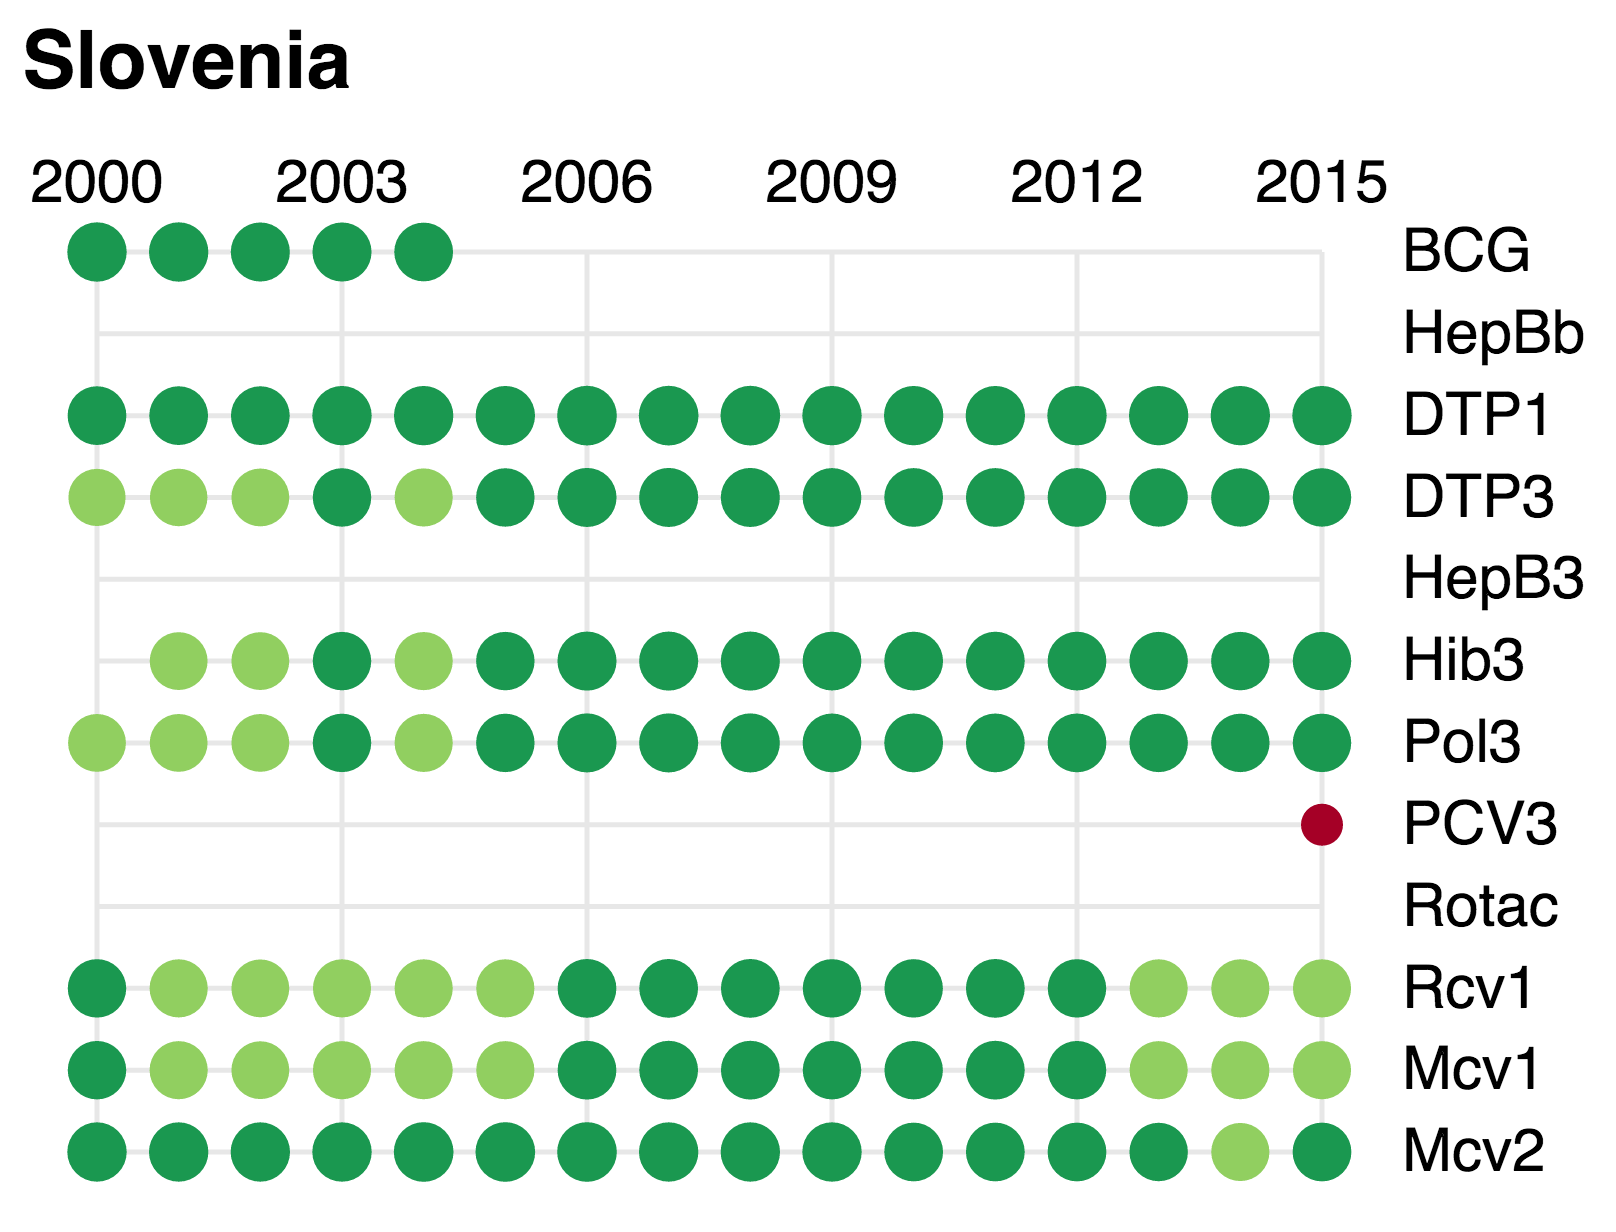 Slovenia
2000 2003 2006 2009 2012 2015
BCG
HepBb
DTP1
DTP3
HepB3
Hib3
Pol3
PCV3
Rotac
Rcv1
Mcv1
Mcv2